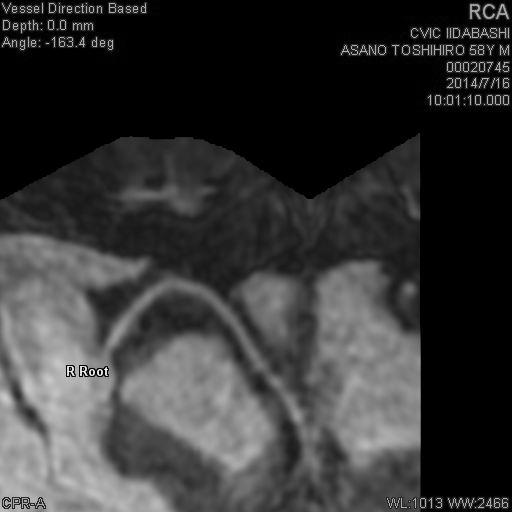 Vessel Direction Based
Depth: 0.0 mm
Angle: -163.4 deg
RCA
CVIC IIDABASHI
ASANO TOSHIHIRO 58Y M
00020745
2014/7/16
10:01:10.000
R Root
CPR-A
WL:1013 WW:2466